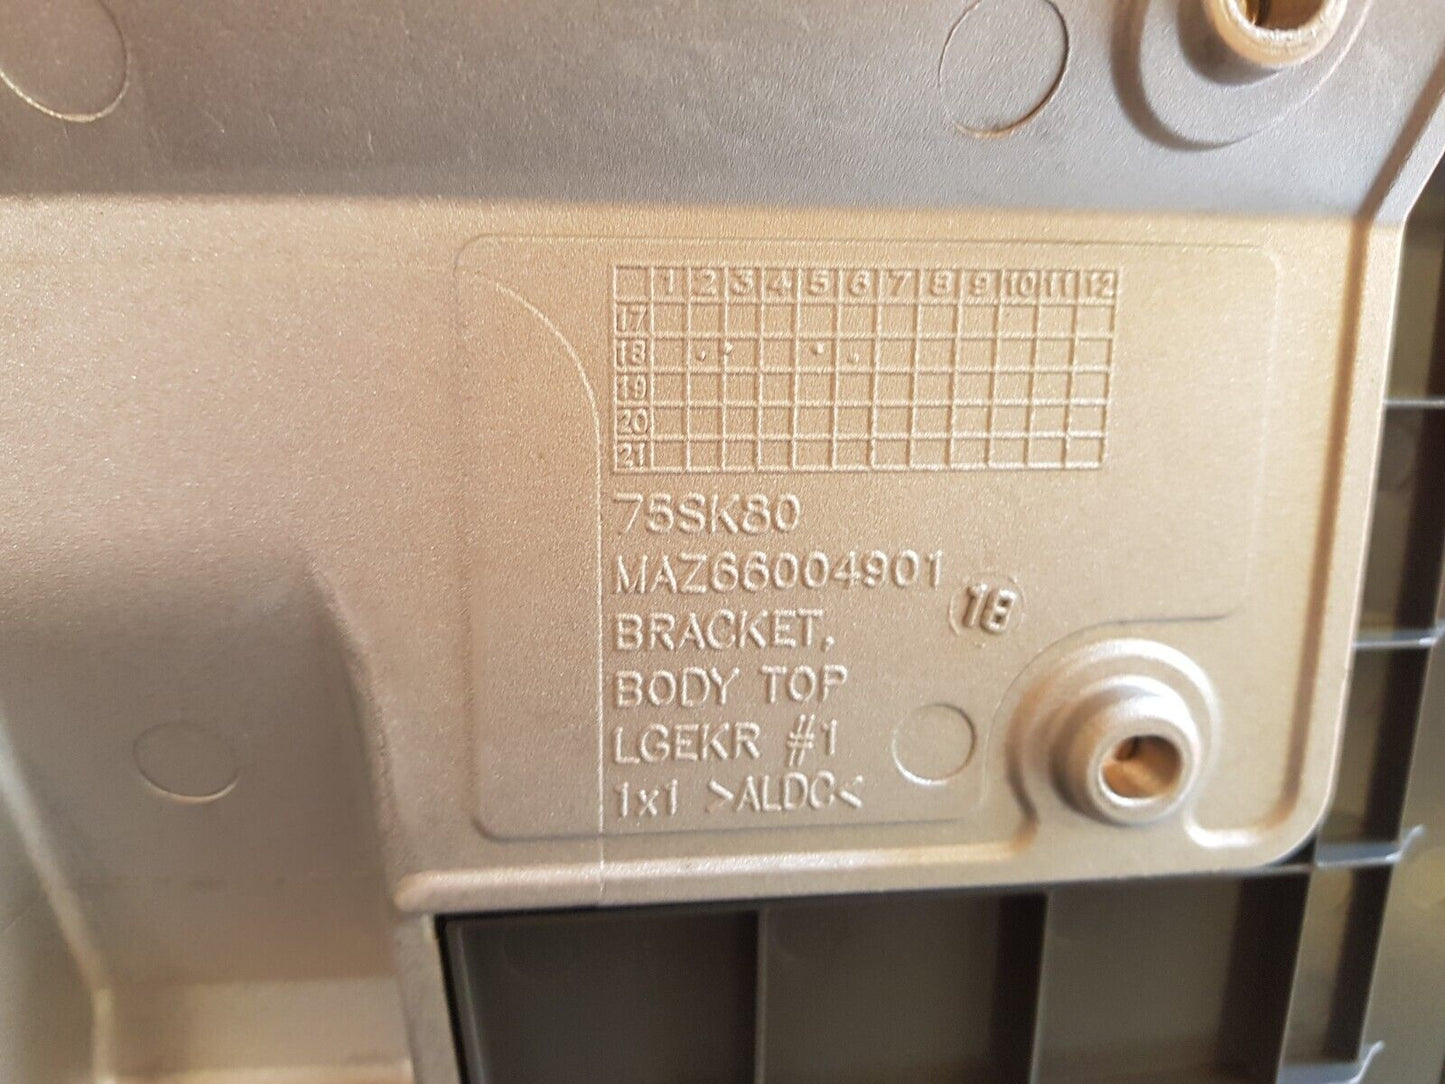 1 2 3 4 5 6 7 8 9 10 11 12
17
18
19
20
21
75SK80
MAZ66004901
BRACKET, 18
BODY TOP
LGEKR #1
1x1 >ALDC<